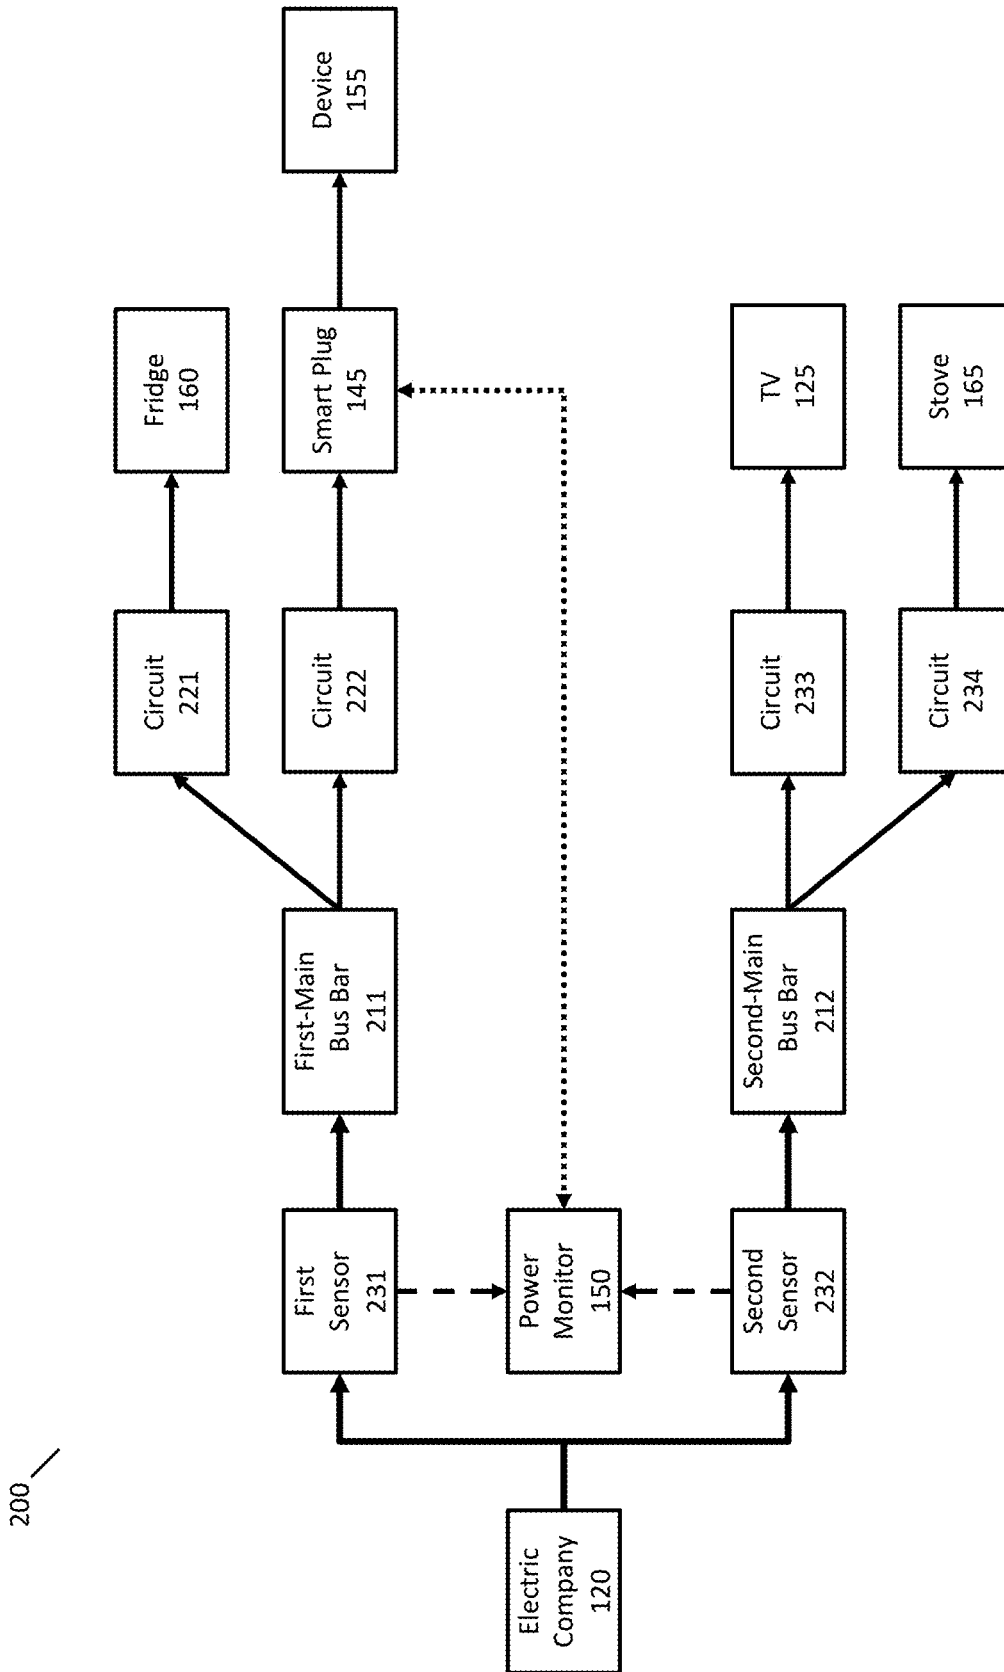 200
Electric
Company
120
First
Sensor
231
Power
Monitor
150
Second
Sensor
232
First-Main
Bus Bar
211
Second-Main
Bus Bar
212
Circuit
221
Circuit
222
Circuit
233
Circuit
234
Fridge
160
Smart Plug
145
TV
125
Stove
165
Device
155